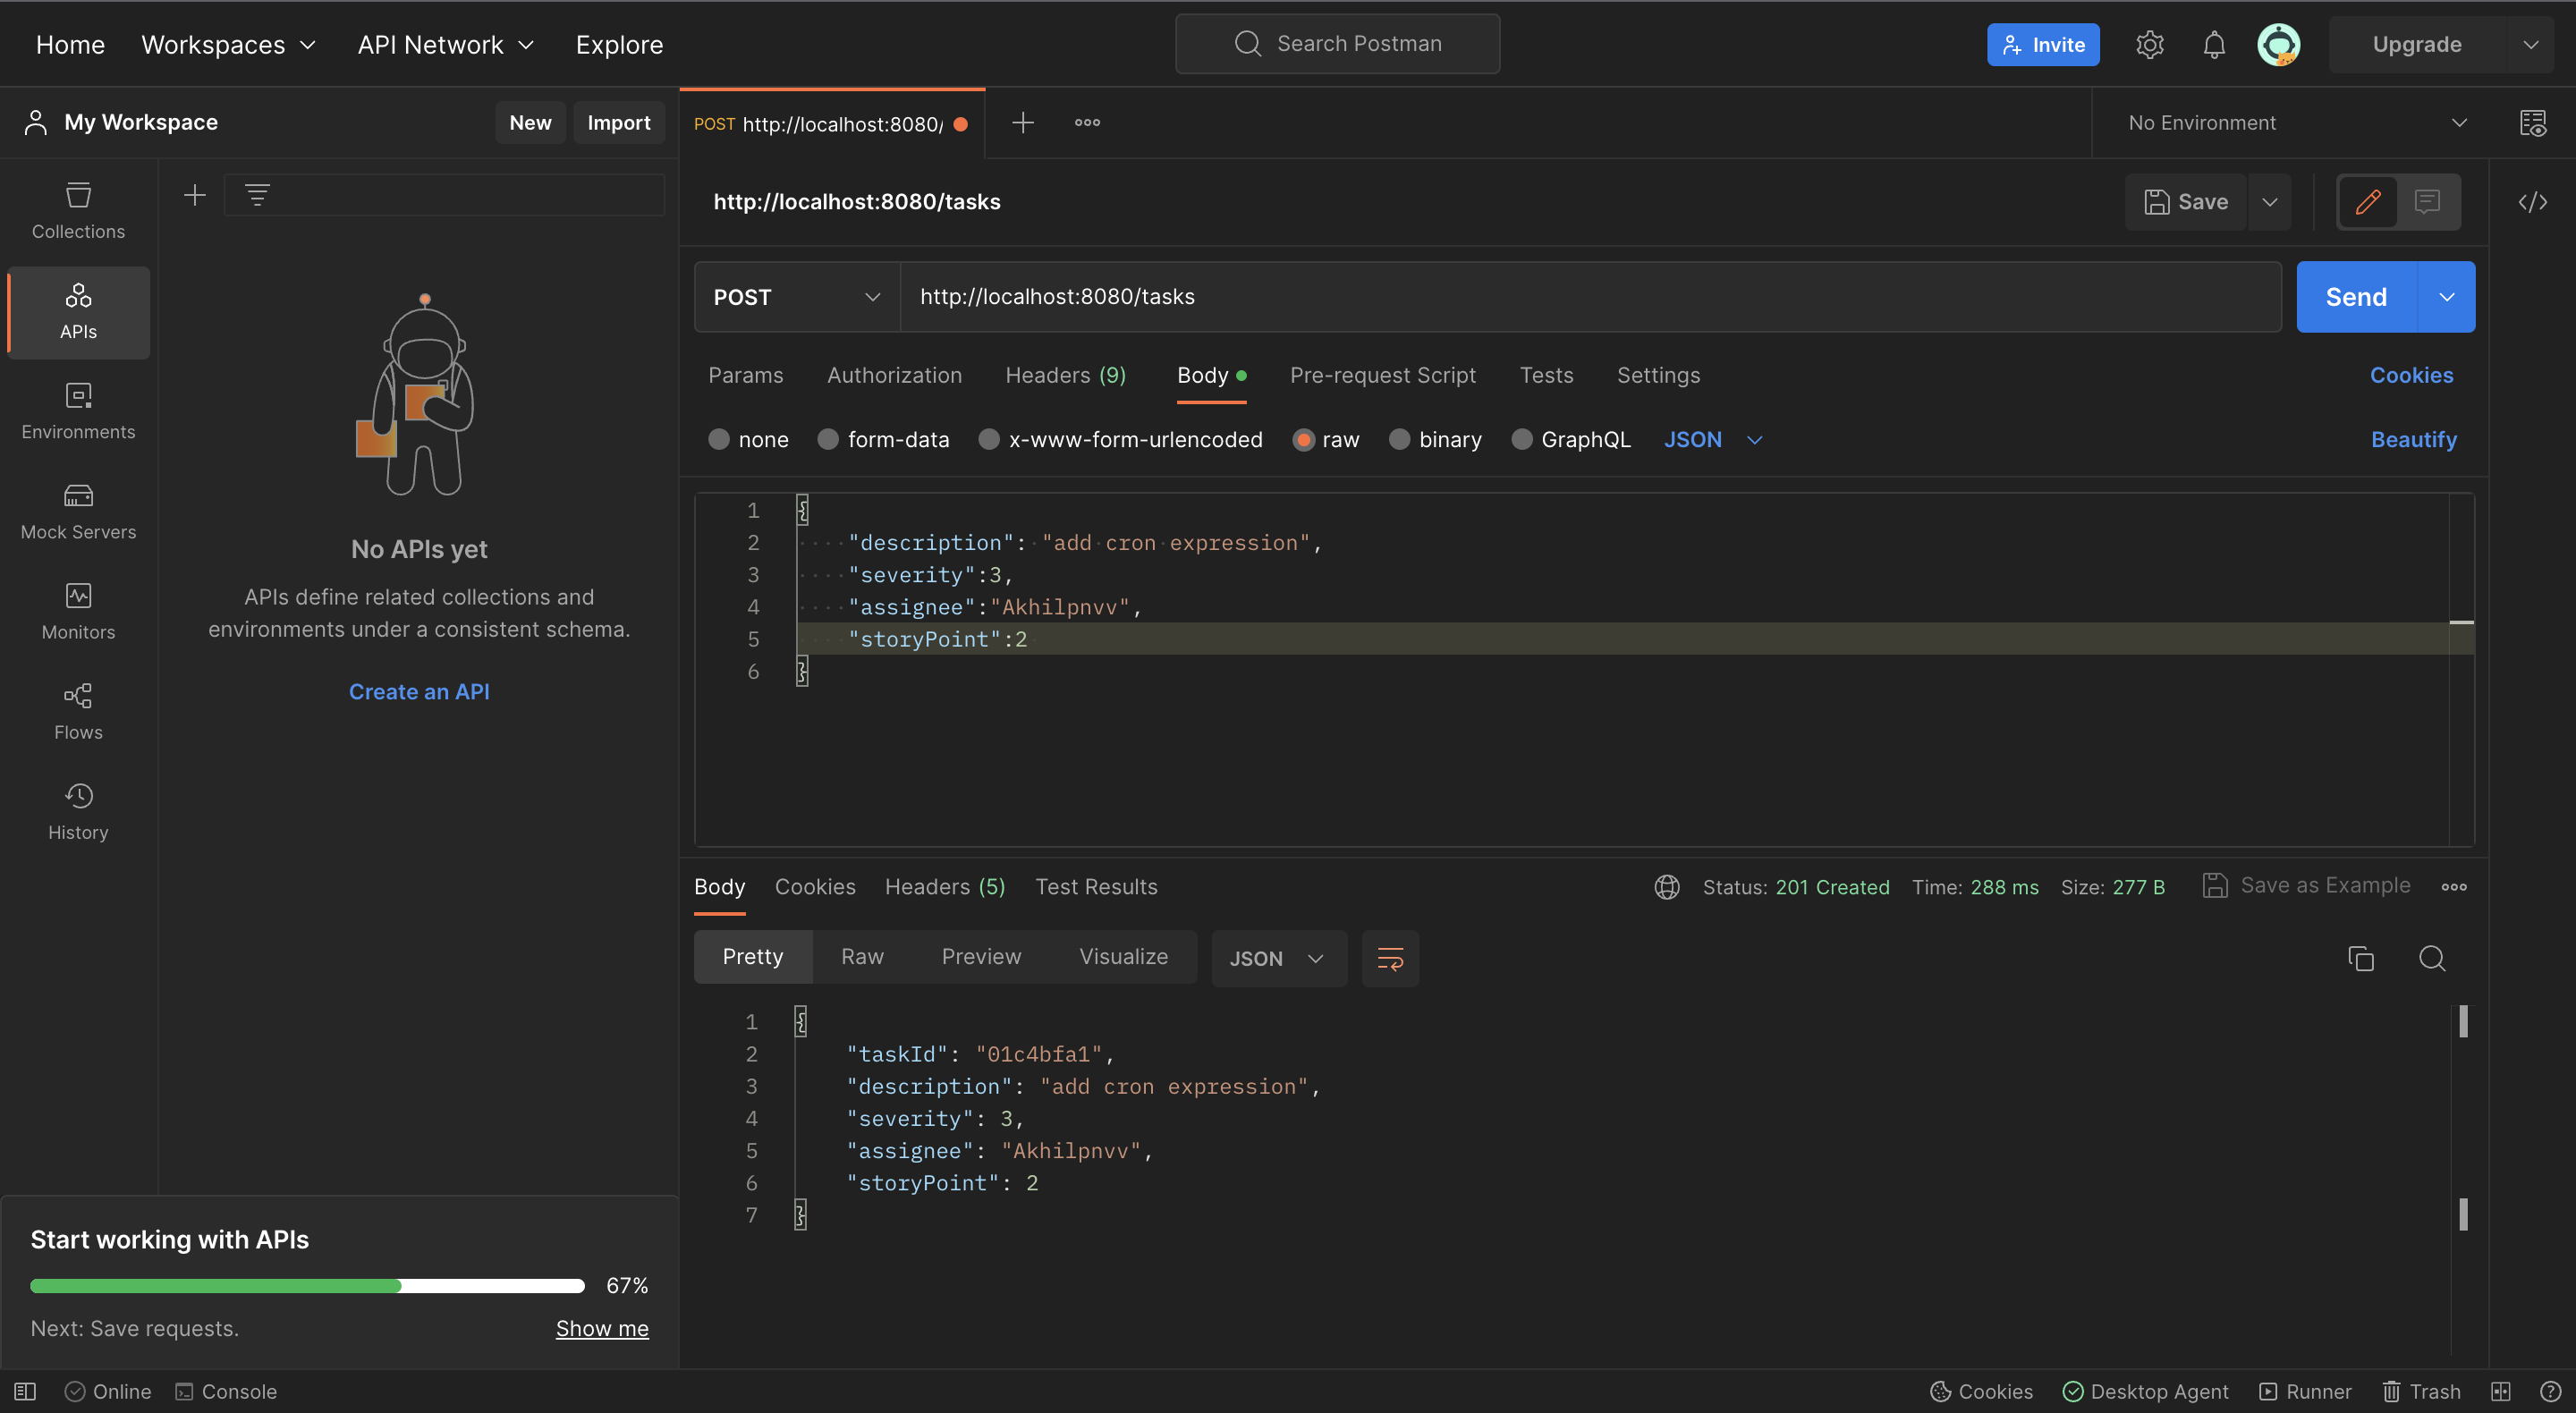 Home Workspaces API Network Explore Search Postman Invite Upgrade
My Workspace New Import POST http://localhost:8080/ No Environment
Collections
APIs
Environments
Mock Servers
Monitors
Flows
History
No APIs yet
APIs define related collections and
environments under a consistent schema.
Create an API
Start working with APIs
67%
Next: Save requests. Show me
http://localhost:8080/tasks Save
POST http://localhost:8080/tasks Send
Params Authorization Headers (9) Body Pre-request Script Tests Settings Cookies
none form-data x-www-form-urlencoded raw binary GraphQL JSON Beautify
1 {
2 "description": "add cron expression",
3 "severity":3,
4 "assignee":"Akhilpnvv",
5 "storyPoint":2
6 }
Body Cookies Headers (5) Test Results Status: 201 Created Time: 288 ms Size: 277 B Save as Example
Pretty Raw Preview Visualize JSON
1 {
2 "taskId": "01c4bfa1",
3 "description": "add cron expression",
4 "severity": 3,
5 "assignee": "Akhilpnvv",
6 "storyPoint": 2
7 }
Online Console Cookies Desktop Agent Runner Trash